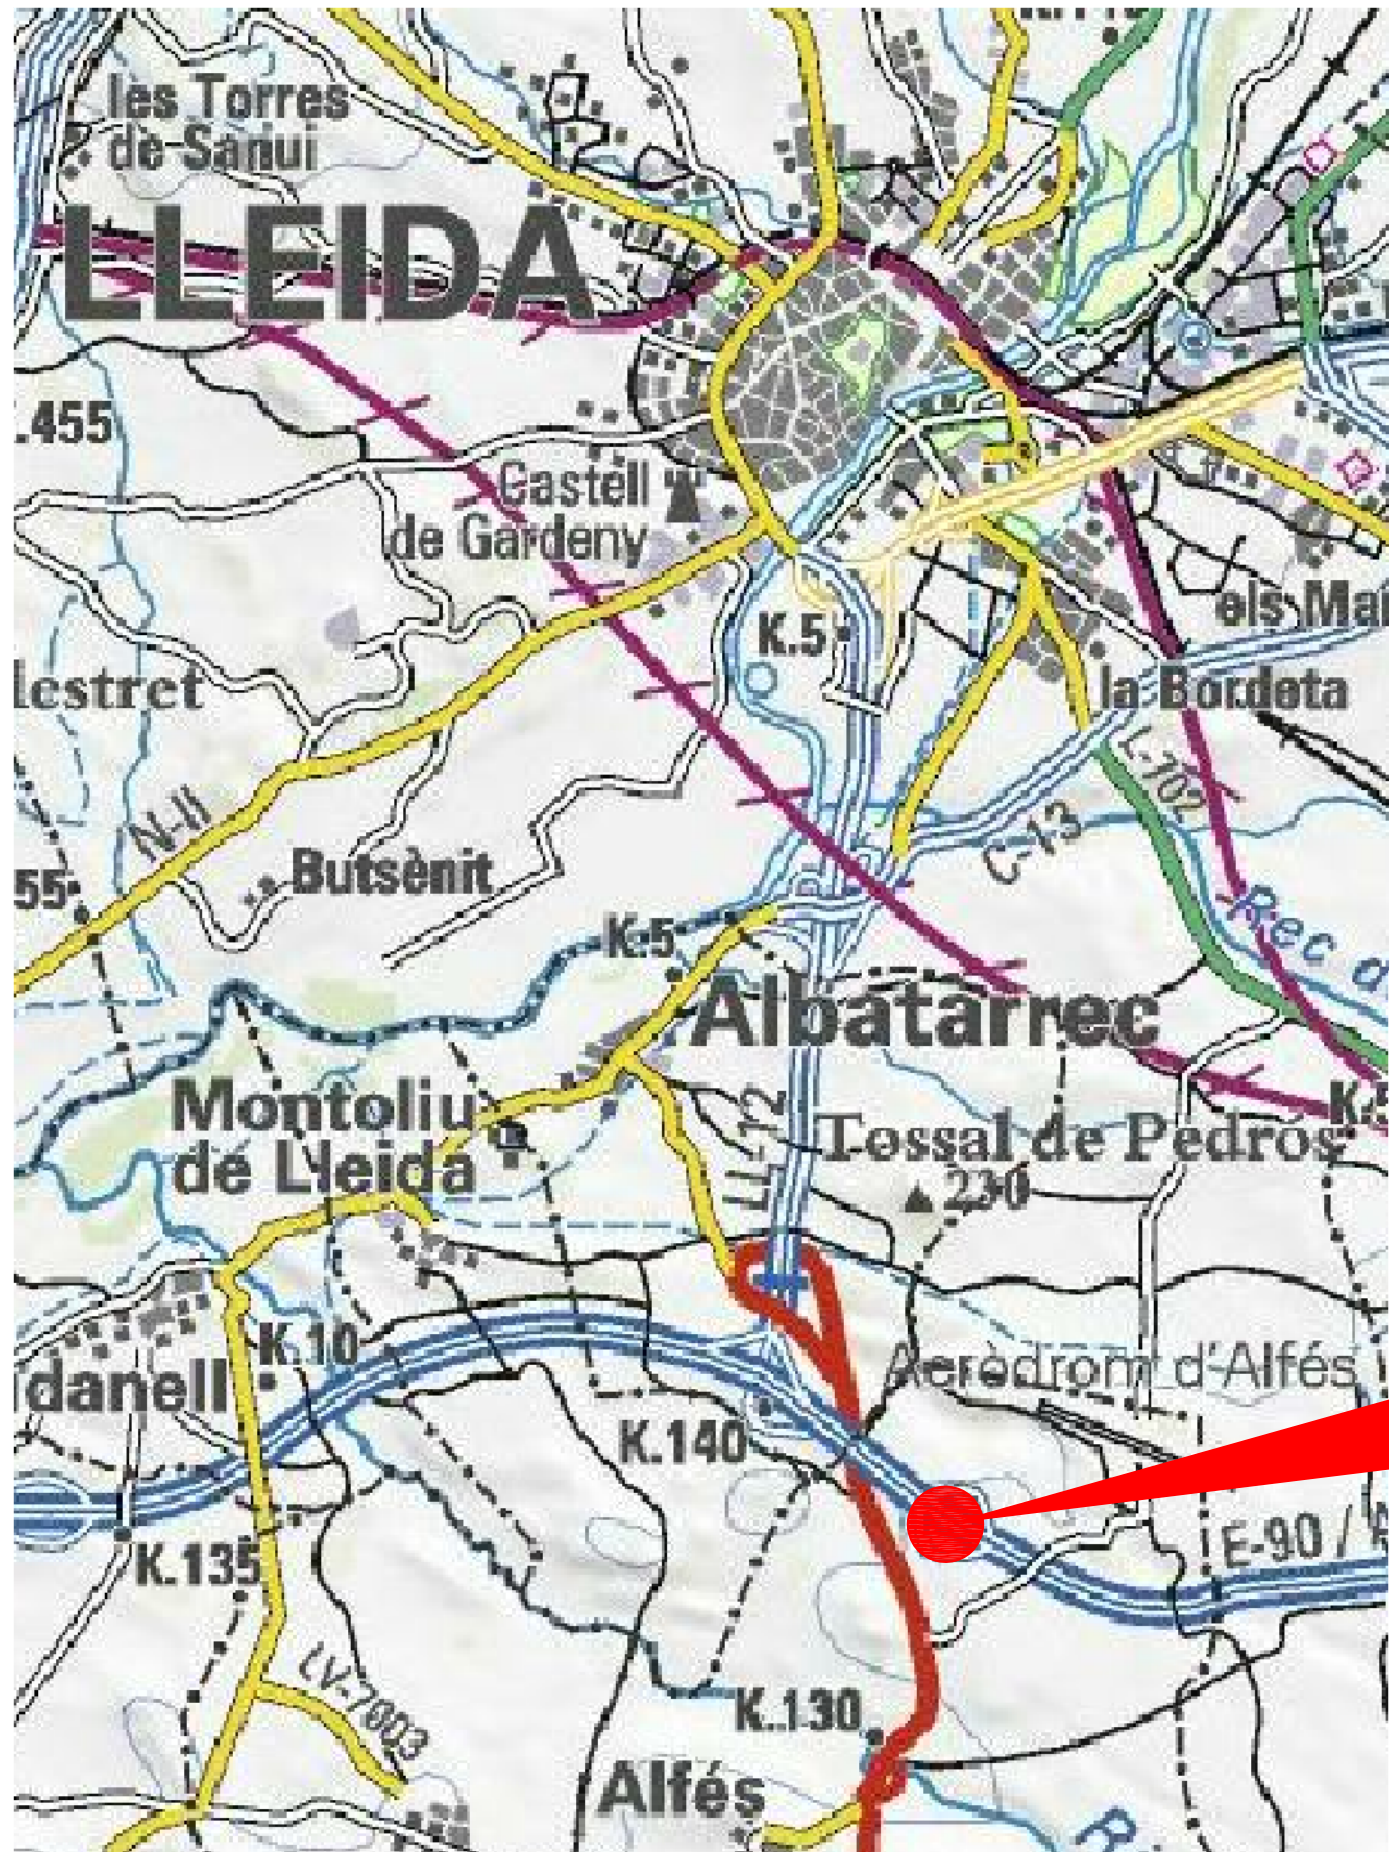 les Torres
de Sanui
LLEIDA
.455
Castell
de Gardeny
K.5
els Mar
lestret
la Bordeta
L-702
N-II
C-13
55
Butsènit
K.5
Rec d
Albatàrrec
Montoliu
de Lleida
LL-12
K.5
Tossal de Pedrós
230
K.10
danell
Aeròdrom d'Alfés
K.140
E-90 /
K.135
LV-7003
K.130
Alfés